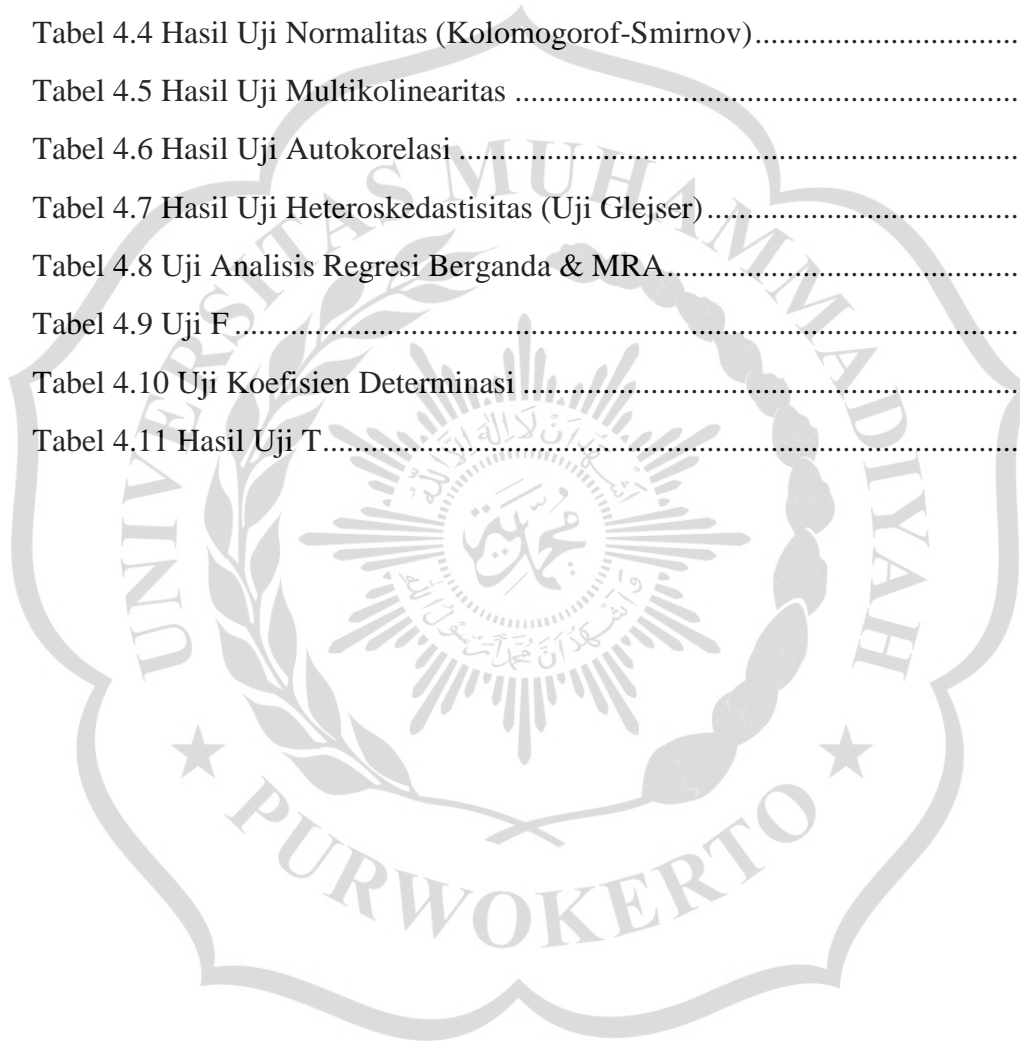 Tabel 4.4 Hasil Uji Normalitas (Kolomogorof-Smirnov)....................................
Tabel 4.5 Hasil Uji Multikolinearitas ....................................................................
Tabel 4.6 Hasil Uji Autokorelasi .............................................................................
Tabel 4.7 Hasil Uji Heteroskedastisitas (Uji Glejser)..........................................
Tabel 4.8 Uji Analisis Regresi Berganda & MRA................................................
Tabel 4.9 Uji F......................................................................................................
Tabel 4.10 Uji Koefisien Determinasi ...................................................................
Tabel 4.11 Hasil Uji T............................................................................................
UNIVERSITAS MUHAMMADIYAH
PURWOKERTO